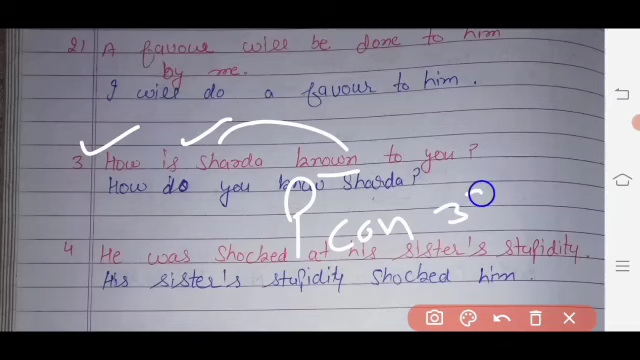 2) A favour will be done to him
by me.
I will do a favour to him.
3. How is Sharda known to you?
How do you know Sharda?
P
con 3
4 He was shocked at his sister's stupidity.
His sister's stupidity shocked him.